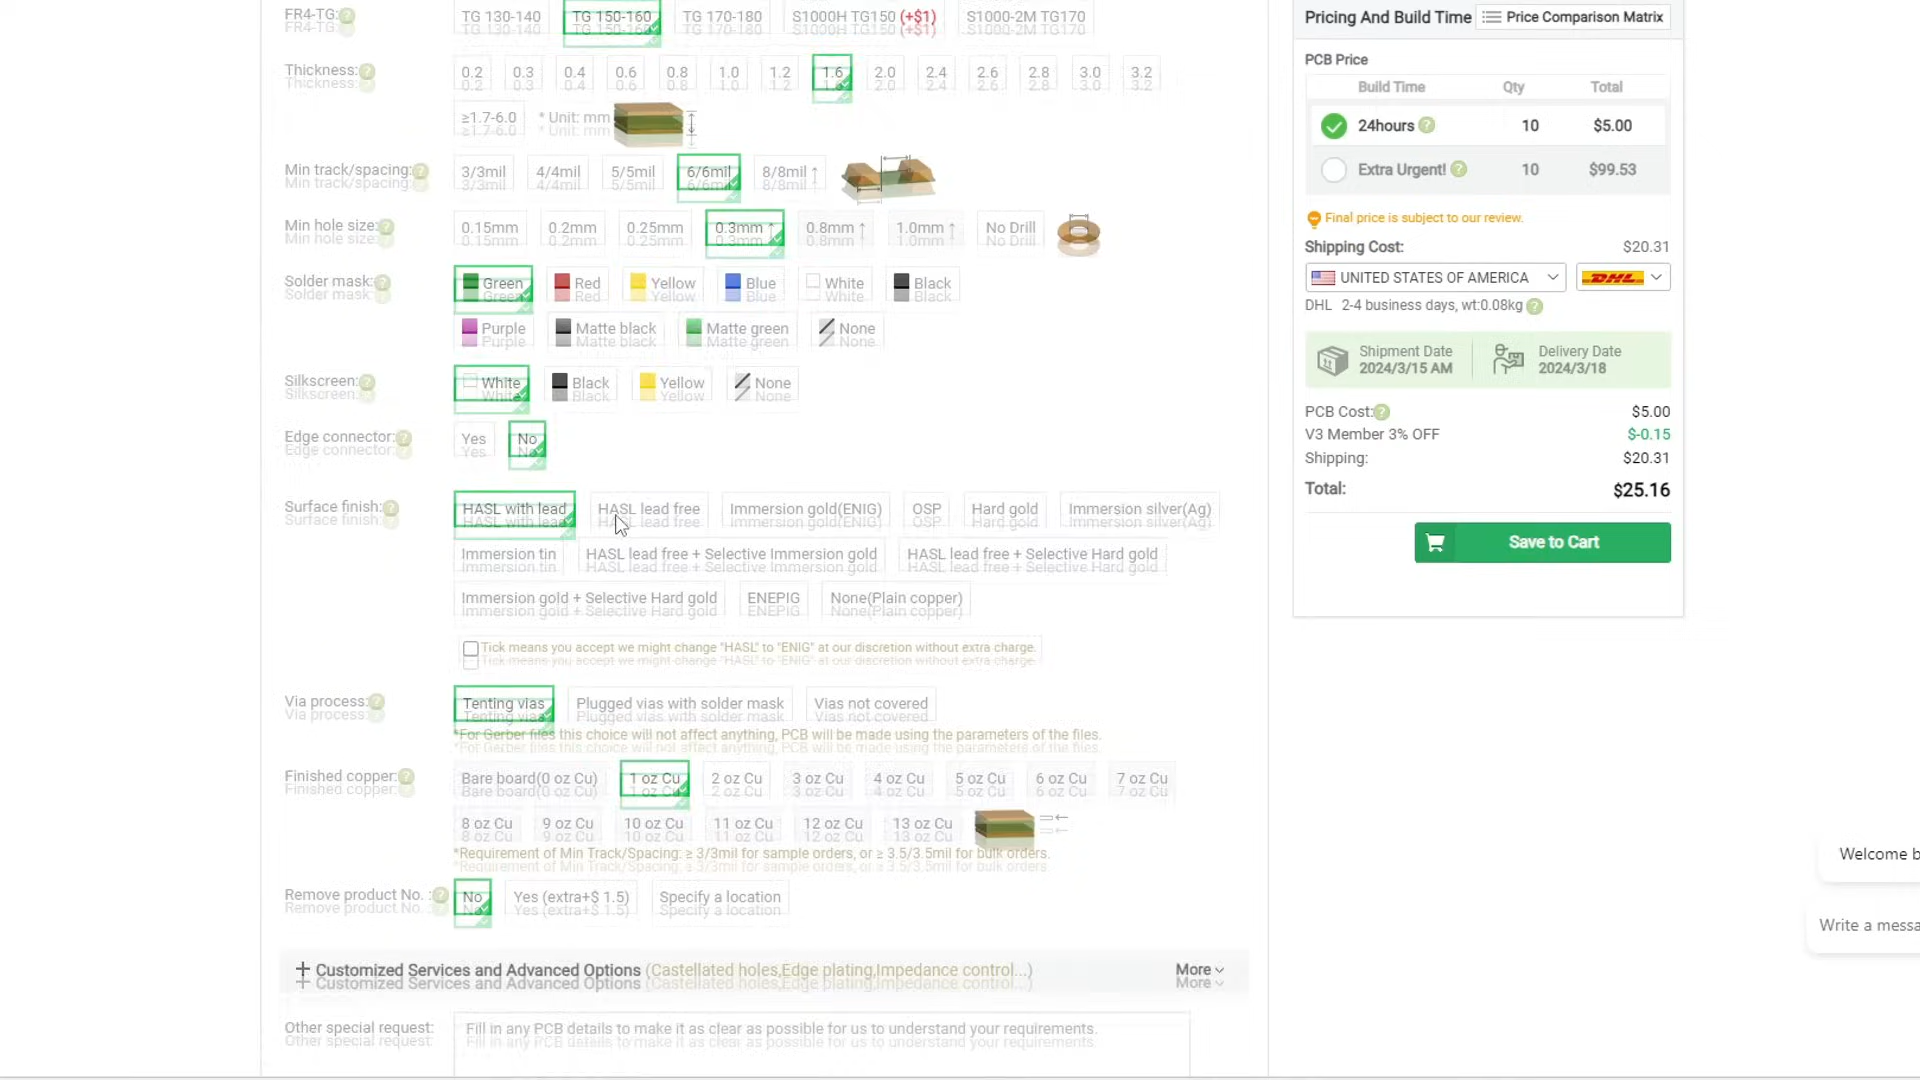 FR4-TG:
TG 130-140 TG 150-160 TG 170-180 S1000H TG150 (+$1) S1000-2M TG170
Thickness:
0.2 0.3 0.4 0.6 0.8 1.0 1.2 1.6 2.0 2.4 2.6 2.8 3.0 3.2
≥1.7-6.0 * Unit: mm
Min track/spacing:
3/3mil 4/4mil 5/5mil 6/6mil 8/8mil ↑
Min hole size:
0.15mm 0.2mm 0.25mm 0.3mm ↑ 0.8mm ↑ 1.0mm ↑ No Drill
Solder mask:
Green Red Yellow Blue White Black
Purple Matte black Matte green None
Silkscreen:
White Black Yellow None
Edge connector:
Yes No
Surface finish:
HASL with lead HASL lead free Immersion gold(ENIG) OSP Hard gold Immersion silver(Ag)
Immersion tin HASL lead free + Selective Immersion gold HASL lead free + Selective Hard gold
Immersion gold + Selective Hard gold ENEPIG None(Plain copper)
Tick means you accept we might change "HASL" to "ENIG" at our discretion without extra charge.
Via process:
Tenting vias Plugged vias with solder mask Vias not covered
*For Gerber files this choice will not affect anything, PCB will be made using the parameters of the files.
Finished copper:
Bare board(0 oz Cu) 1 oz Cu 2 oz Cu 3 oz Cu 4 oz Cu 5 oz Cu 6 oz Cu 7 oz Cu
8 oz Cu 9 oz Cu 10 oz Cu 11 oz Cu 12 oz Cu 13 oz Cu
*Requirement of Min Track/Spacing: ≥ 3/3mil for sample orders, or ≥ 3.5/3.5mil for bulk orders.
Remove product No. :
No Yes (extra+$ 1.5) Specify a location
+ Customized Services and Advanced Options (Castellated holes,Edge plating,Impedance control...) More
Other special request:
Fill in any PCB details to make it as clear as possible for us to understand your requirements.
Pricing And Build Time Price Comparison Matrix
PCB Price
Build Time Qty Total
24hours 10 $5.00
Extra Urgent! 10 $99.53
Final price is subject to our review.
Shipping Cost: $20.31
UNITED STATES OF AMERICA DHL
DHL 2-4 business days, wt:0.08kg
Shipment Date Delivery Date
2024/3/15 AM 2024/3/18
PCB Cost: $5.00
V3 Member 3% OFF $-0.15
Shipping: $20.31
Total: $25.16
Save to Cart
Welcome b
Write a messa